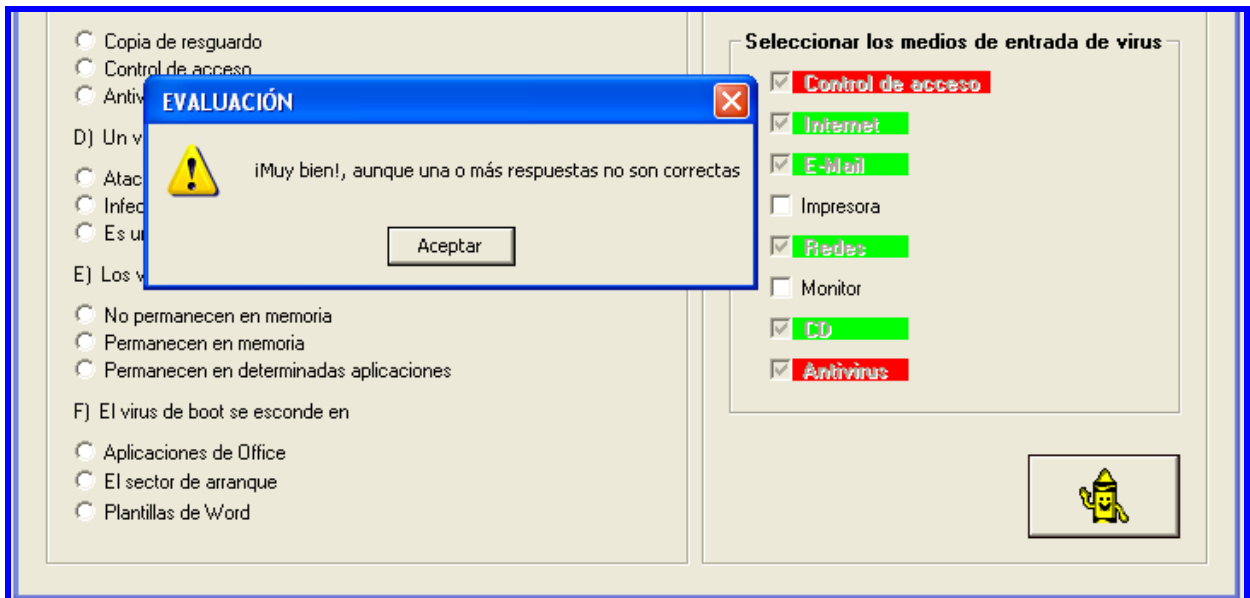 Copia de resguardo
Control de acceso
D) Un v
Es un
E) Los v
No permanecen en memoria
Permanecen en memoria
Permanecen en determinadas aplicaciones
F) El virus de boot se esconde en
Aplicaciones de Office
El sector de arranque
Plantillas de Word
EVALUACIÓN
¡Muy bien!, aunque una o más respuestas no son correctas
Aceptar
Seleccionar los medios de entrada de virus
Control de acceso
Internet
E-Mail
Impresora
Redes
Monitor
CD
Antivirus